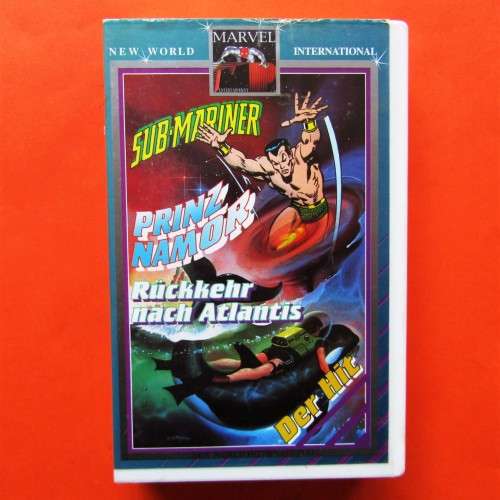 MARVEL
NEW WORLD INTERNATIONAL
SUB-MARINER
PRINZ
NAMOR:
Rückkehr
nach Atlantis
Der Hit